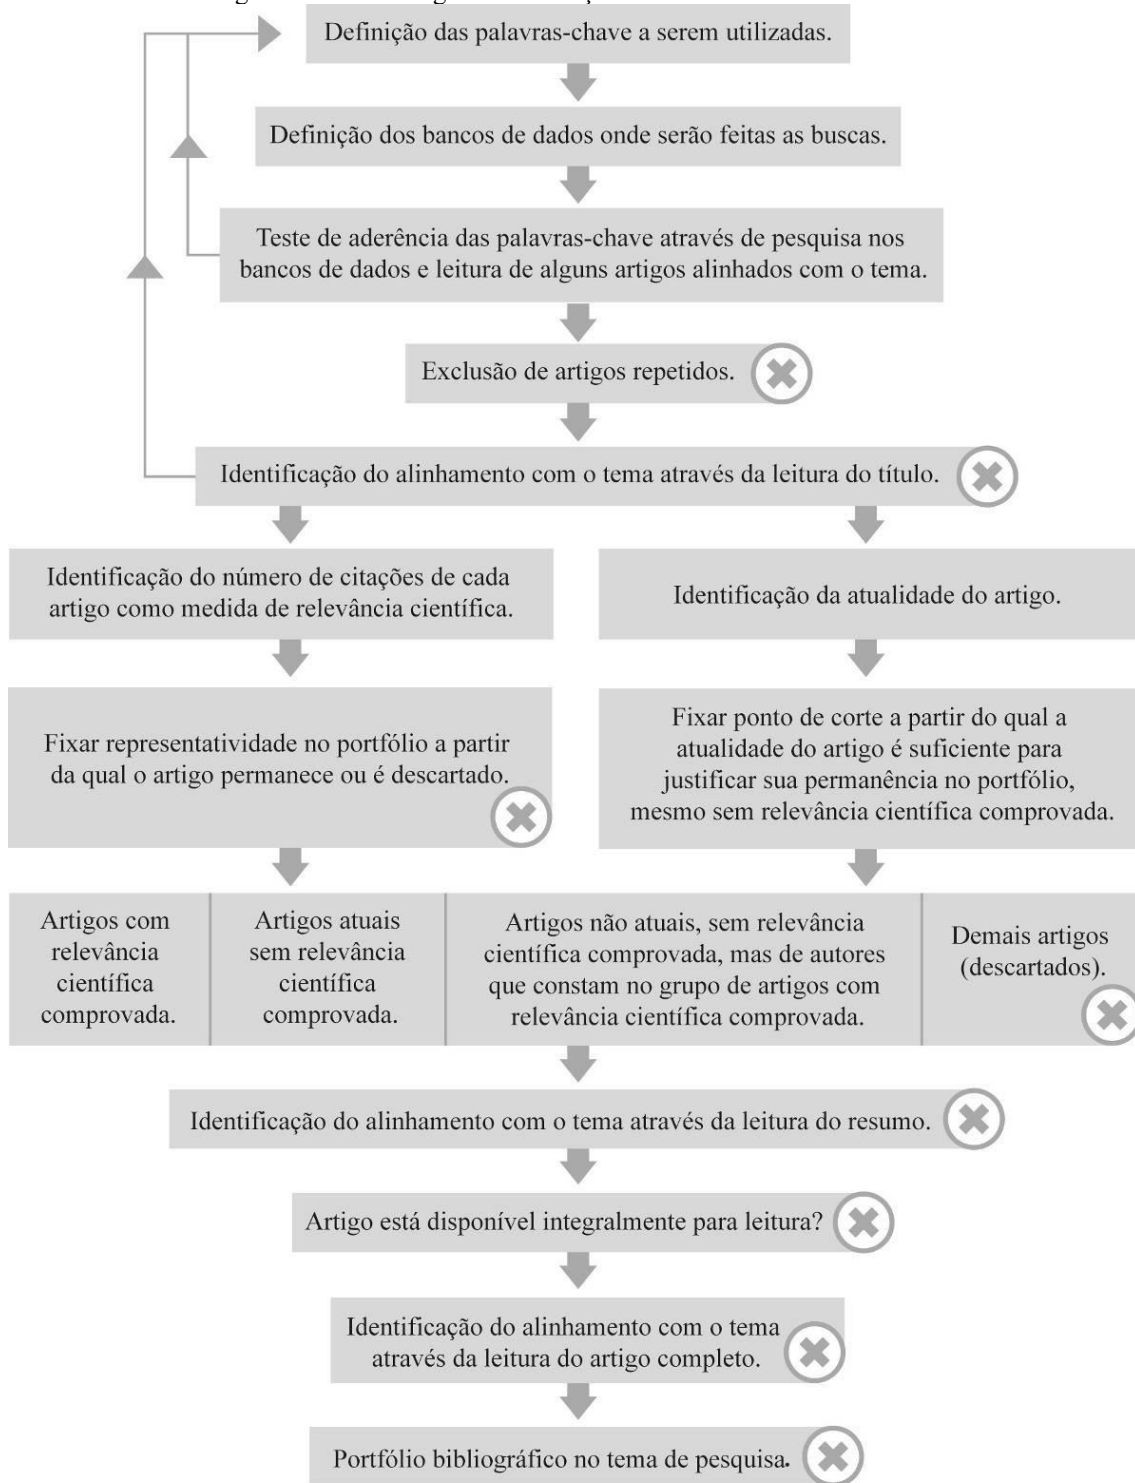 Definição das palavras-chave a serem utilizadas.
Definição dos bancos de dados onde serão feitas as buscas.
Teste de aderência das palavras-chave através de pesquisa nos
bancos de dados e leitura de alguns artigos alinhados com o tema.
Exclusão de artigos repetidos.
Identificação do alinhamento com o tema através da leitura do título.
Identificação do número de citações de cada
artigo como medida de relevância científica.
Identificação da atualidade do artigo.
Fixar representatividade no portfólio a partir
da qual o artigo permanece ou é descartado.
Fixar ponto de corte a partir do qual a
atualidade do artigo é suficiente para
justificar sua permanência no portfólio,
mesmo sem relevância científica comprovada.
Artigos com
relevância
científica
comprovada.
Artigos atuais
sem relevância
científica
comprovada.
Artigos não atuais, sem relevância
científica comprovada, mas de autores
que constam no grupo de artigos com
relevância científica comprovada.
Demais artigos
(descartados).
Identificação do alinhamento com o tema através da leitura do resumo.
Artigo está disponível integralmente para leitura?
Identificação do alinhamento com o tema
através da leitura do artigo completo.
Portfólio bibliográfico no tema de pesquisa.